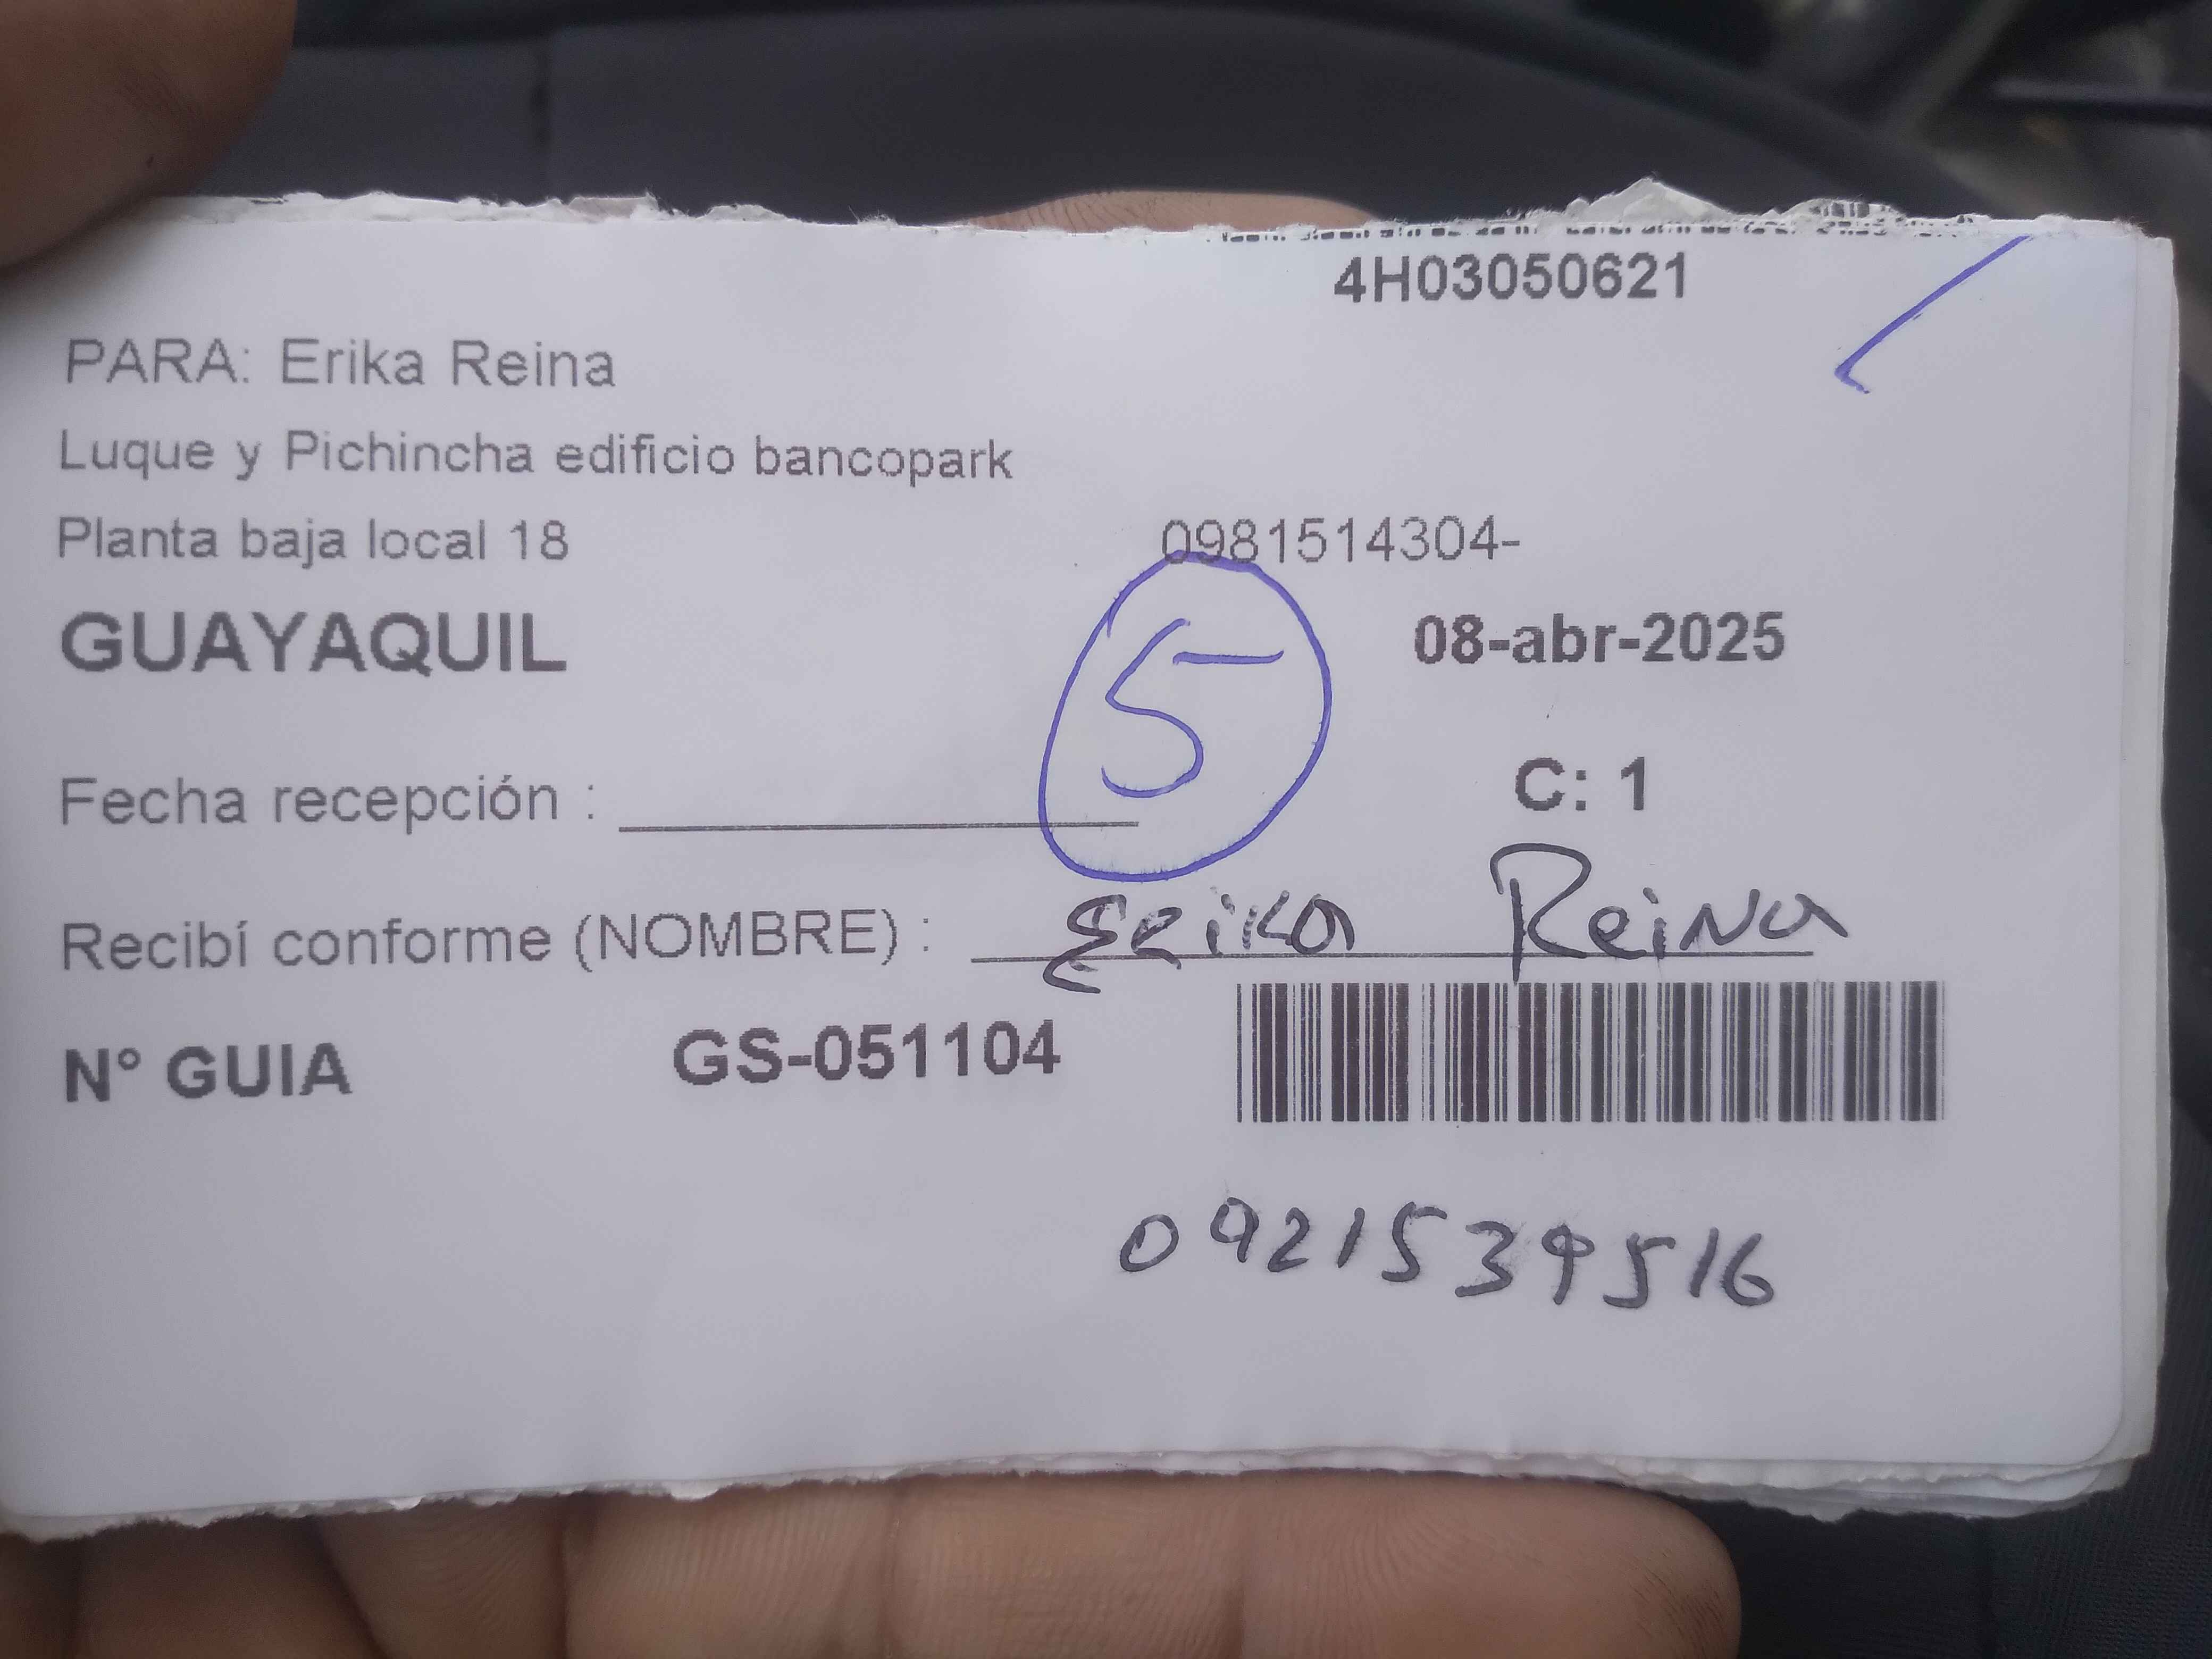 4H03050621
PARA: Erika Reina
Luque y Pichincha edificio bancopark
Planta baja local 18 0981514304-
GUAYAQUIL 08-abr-2025
5
Fecha recepción : C: 1
Recibí conforme (NOMBRE) : Erika Reina
N° GUIA GS-051104
0921539516